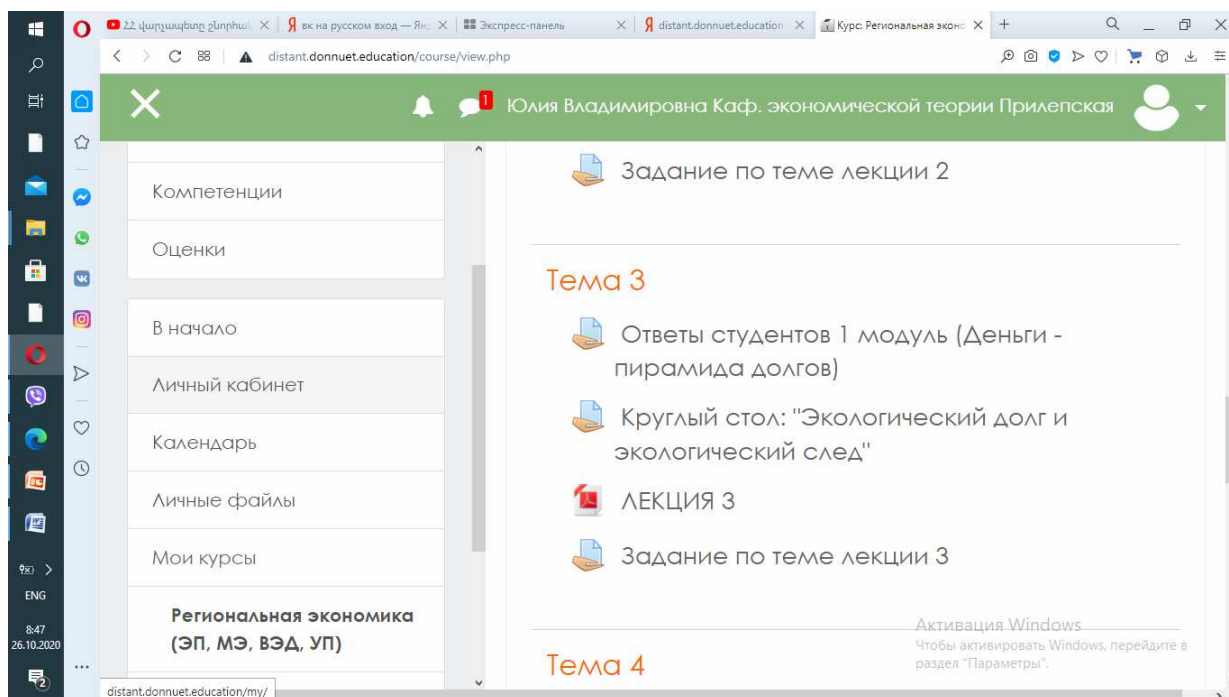 22 վարչապետը շնորհավ
вк на русском вход — Ян
Экспресс-панель
distant.donnuet.education
Курс: Региональная эконо
distant.donnuet.education/course/view.php
1
Юлия Владимировна Каф. экономической теории Прилепская
Компетенции
Оценки
В начало
Личный кабинет
Календарь
Личные файлы
Мои курсы
Региональная экономика
(ЭП, МЭ, ВЭД, УП)
Задание по теме лекции 2
Тема 3
Ответы студентов 1 модуль (Деньги -
пирамида долгов)
Круглый стол: "Экологический долг и
экологический след"
ЛЕКЦИЯ 3
Задание по теме лекции 3
Тема 4
Активация Windows
Чтобы активировать Windows, перейдите в
раздел "Параметры".
ENG
8:47
26.10.2020
2
distant.donnuet.education/my/